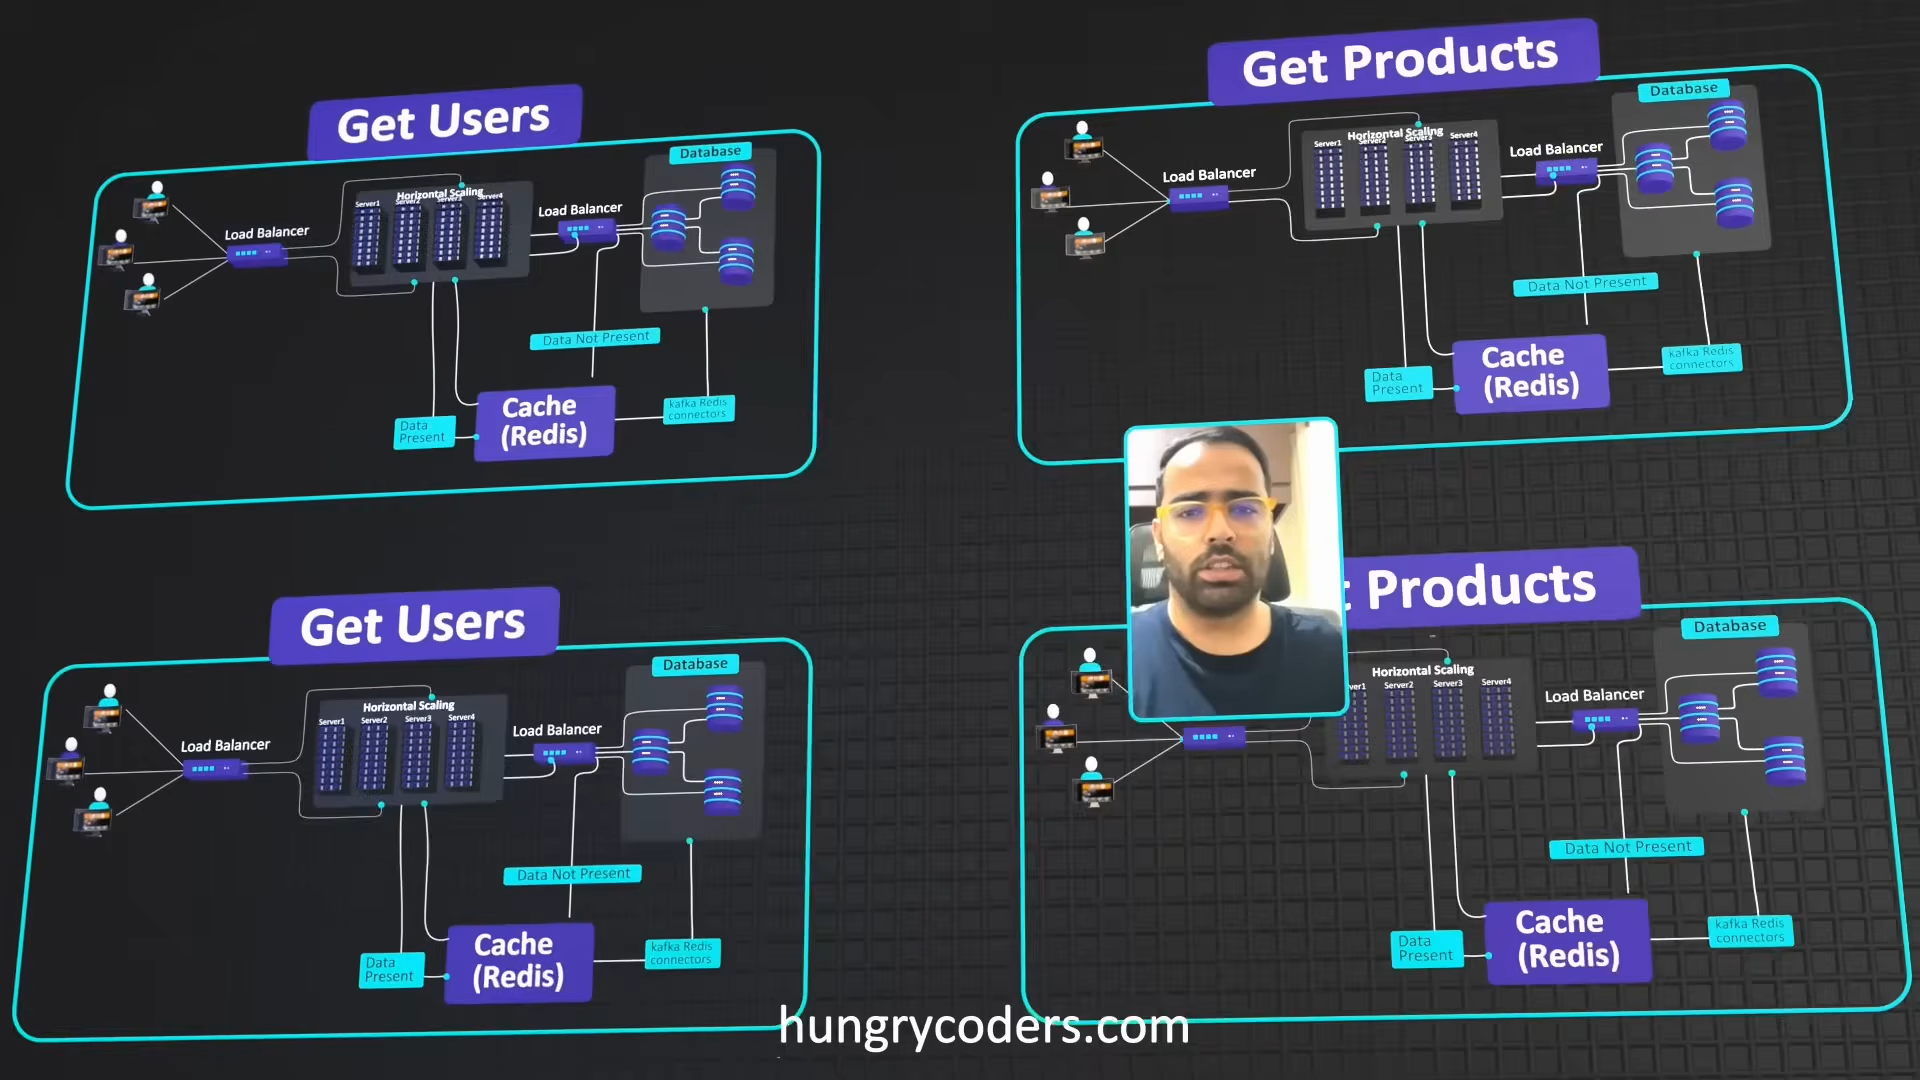 Get Users
Database
Horizontal Scaling
Server1
Server2
Server3
Server4
Load Balancer
Load Balancer
Data Not Present
Cache
(Redis)
Data
Present
kafka Redis
connectors
Get Products
Database
Horizontal Scaling
Server1
Server2
Server3
Server4
Load Balancer
Load Balancer
Data Not Present
Cache
(Redis)
Data
Present
kafka Redis
connectors
Get Users
Database
Horizontal Scaling
Server1
Server2
Server3
Server4
Load Balancer
Load Balancer
Data Not Present
Cache
(Redis)
Data
Present
kafka Redis
connectors
Products
Database
Horizontal Scaling
Server2
Server3
Server4
Load Balancer
Data Not Present
Cache
(Redis)
Data
Present
kafka Redis
connectors
hungrycoders.com